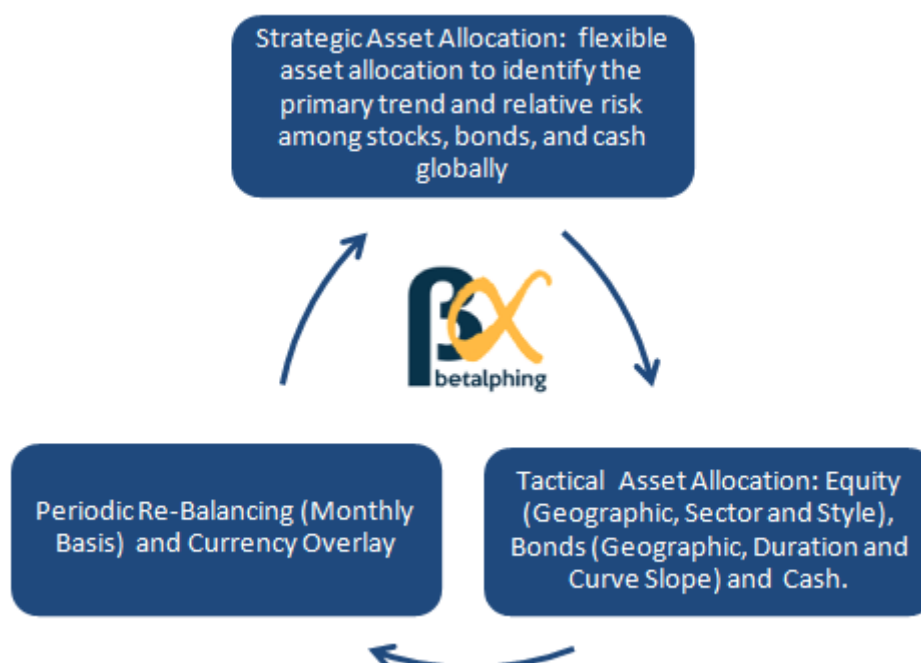 Strategic Asset Allocation: flexible
asset allocation to identify the
primary trend and relative risk
among stocks, bonds, and cash
globally
βα
betalphing
Periodic Re-Balancing (Monthly
Basis) and Currency Overlay
Tactical Asset Allocation: Equity
(Geographic, Sector and Style),
Bonds (Geographic, Duration and
Curve Slope) and Cash.